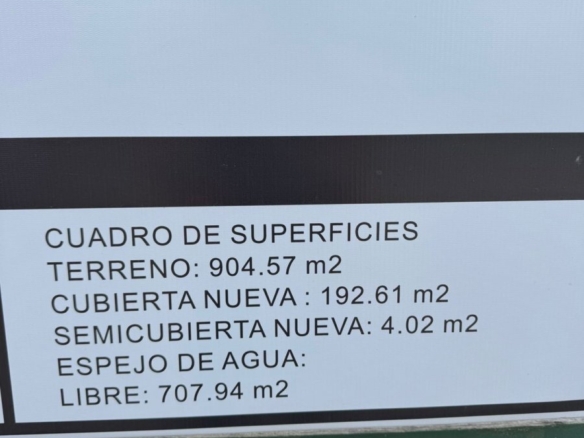 CUADRO DE SUPERFICIES
TERRENO: 904.57 m2
CUBIERTA NUEVA : 192.61 m2
SEMICUBIERTA NUEVA: 4.02 m2
ESPEJO DE AGUA:
LIBRE: 707.94 m2